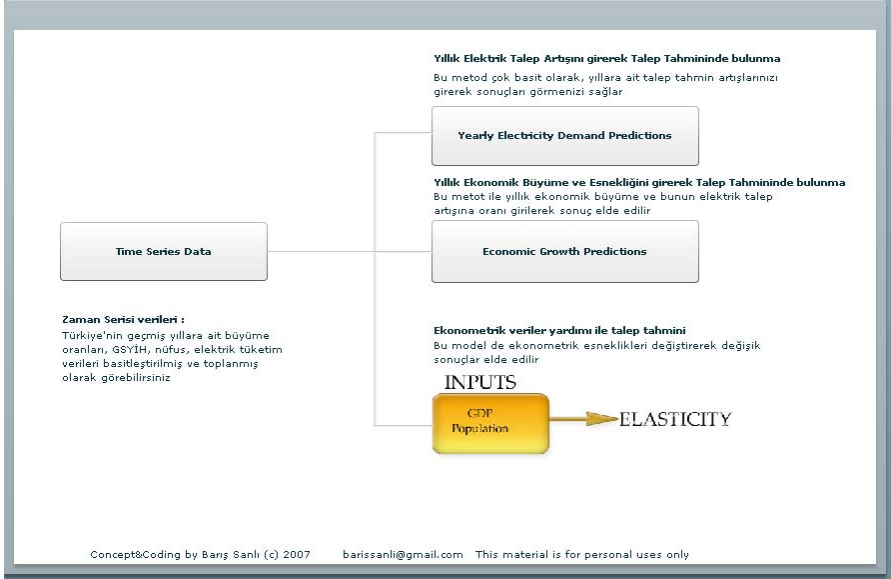 Yıllık Elektrik Talep Artışını girerek Talep Tahmininde bulunma
Bu metod çok basit olarak, yıllara ait talep tahmin artışlarınızı
girerek sonuçları görmenizi sağlar
Yearly Electricity Demand Predictions
Yıllık Ekonomik Büyüme ve Esnekliğini girerek Talep Tahmininde bulunma
Bu metot ile yıllık ekonomik büyüme ve bunun elektrik talep
artışına oranı girilerek sonuç elde edilir
Time Series Data
Economic Growth Predictions
Zaman Serisi verileri :
Türkiye'nin geçmiş yıllara ait büyüme
oranları, GSYİH, nüfus, elektrik tüketim
verileri basitleştirilmiş ve toplanmış
olarak görebilirsiniz
Ekonometrik veriler yardımı ile talep tahmini
Bu model de ekonometrik esneklikleri değiştirerek değişik
sonuçlar elde edilir
INPUTS
GDP
Population
ELASTICITY
Concept&Coding by Barış Sanlı (c) 2007 barissanli@gmail.com This material is for personal uses only